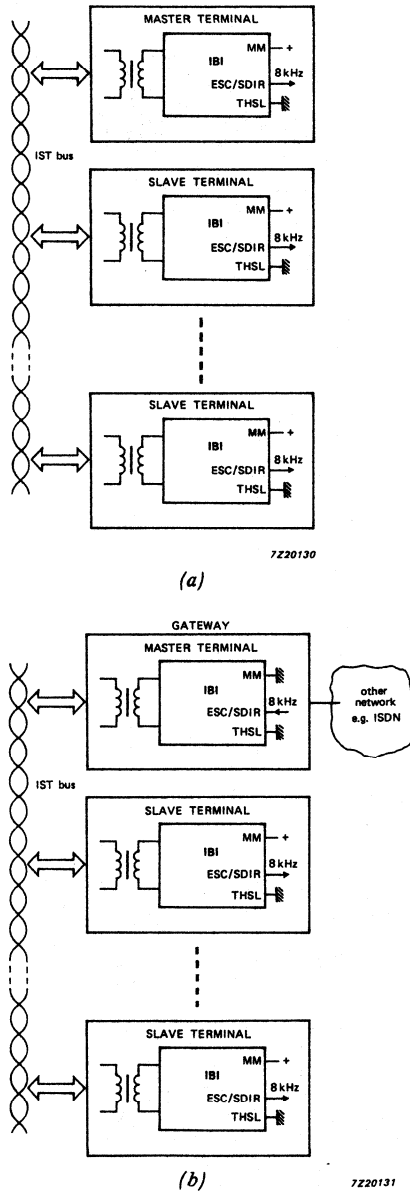 MASTER TERMINAL
MM +
IBI
8 kHz
ESC/SDIR
THSL
IST bus
SLAVE TERMINAL
MM +
IBI
8 kHz
ESC/SDIR
THSL
SLAVE TERMINAL
MM +
IBI
8 kHz
ESC/SDIR
THSL
7Z20130
(a)
GATEWAY
MASTER TERMINAL
MM
IBI
8 kHz
ESC/SDIR
THSL
other
network
e.g. ISDN
IST bus
SLAVE TERMINAL
MM +
IBI
8 kHz
ESC/SDIR
THSL
SLAVE TERMINAL
MM +
IBI
8 kHz
ESC/SDIR
THSL
(b)
7Z20131